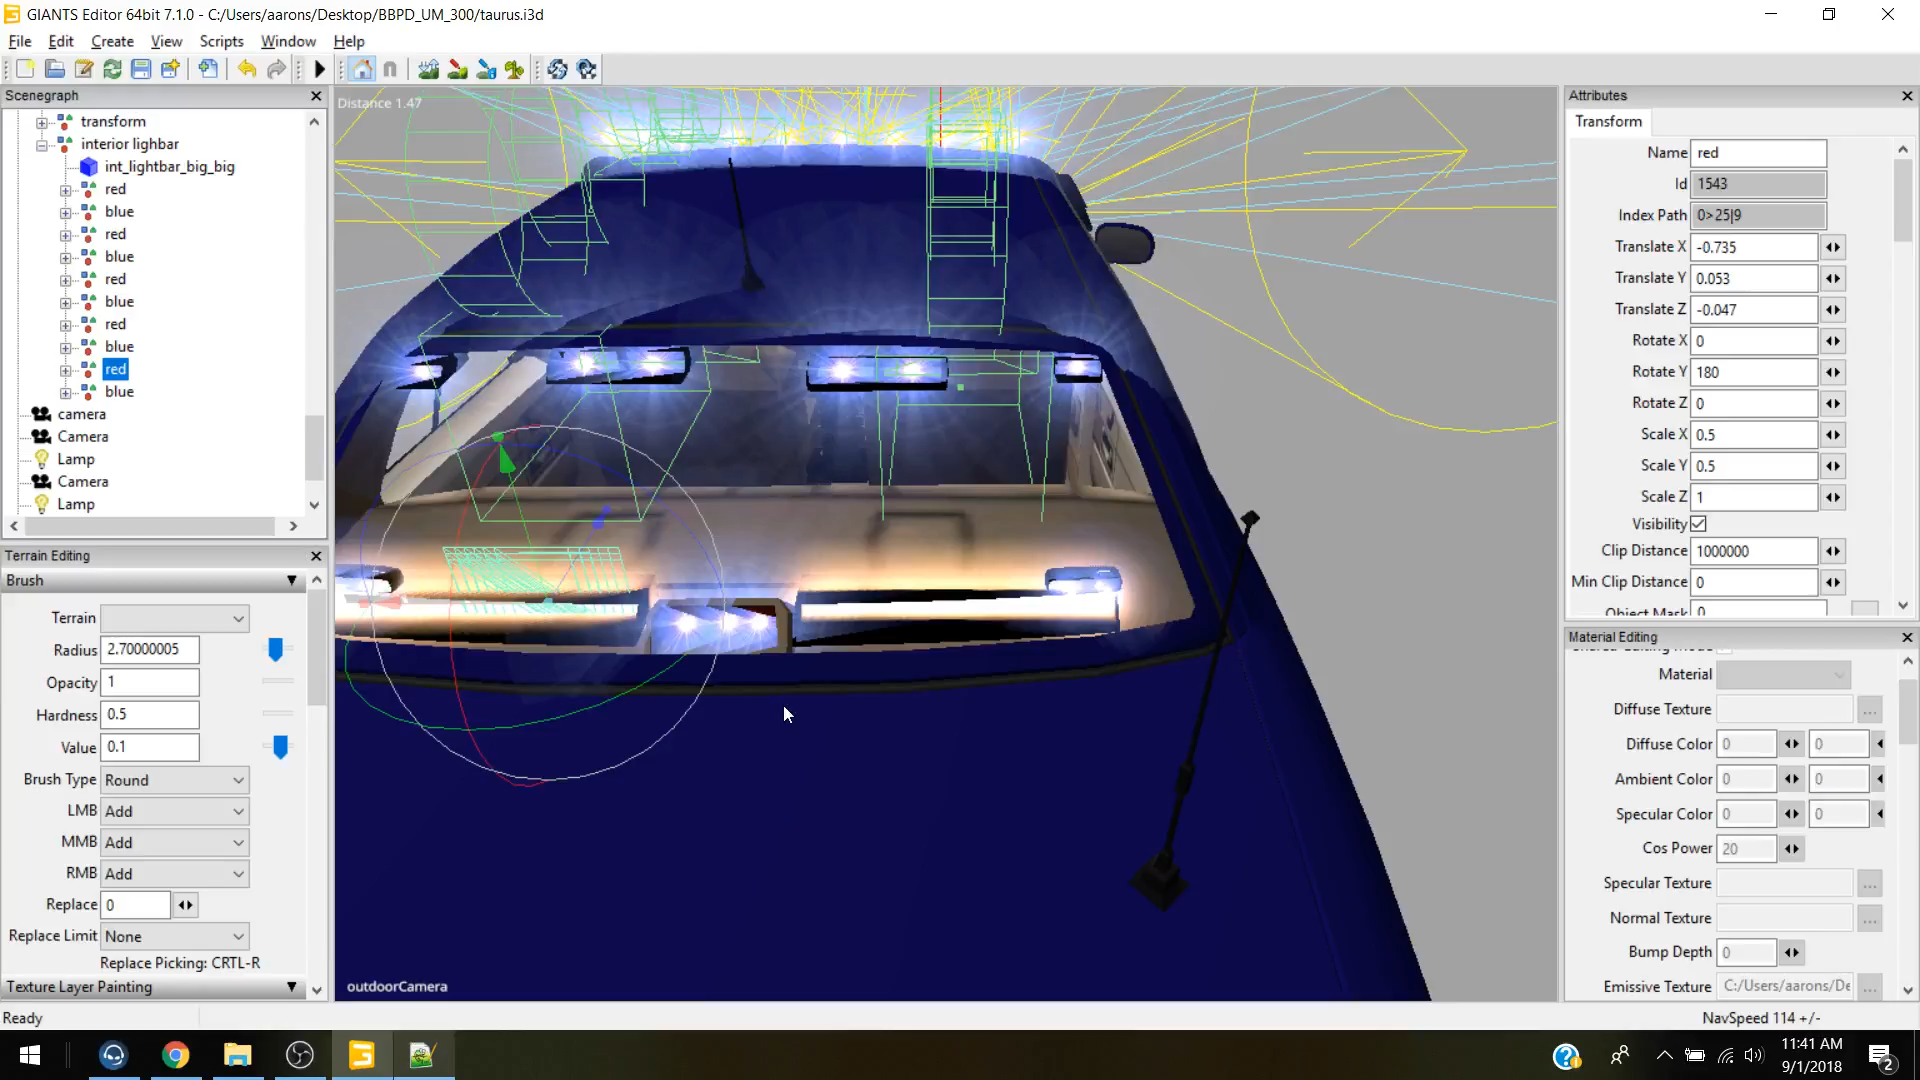 GIANTS Editor 64bit 7.1.0 - C:/Users/aarons/Desktop/BBPD_UM_300/taurus.i3d
File Edit Create View Scripts Window Help
Scenegraph
transform
interior lighbar
int_lightbar_big_big
red
blue
red
blue
red
blue
red
blue
red
blue
camera
Camera
Lamp
Camera
Lamp
Terrain Editing
Brush
Terrain
Radius 2.70000005
Opacity 1
Hardness 0.5
Value 0.1
Brush Type Round
LMB Add
MMB Add
RMB Add
Replace 0
Replace Limit None
Replace Picking: CRTL-R
Texture Layer Painting
Ready
Distance 1.47
outdoorCamera
Attributes
Transform
Name red
Id 1543
Index Path 0>25|9
Translate X -0.735
Translate Y 0.053
Translate Z -0.047
Rotate X 0
Rotate Y 180
Rotate Z 0
Scale X 0.5
Scale Y 0.5
Scale Z 1
Visibility
Clip Distance 1000000
Min Clip Distance 0
Object Mask 0
Material Editing
Material
Diffuse Texture ...
Diffuse Color 0 0
Ambient Color 0 0
Specular Color 0 0
Cos Power 20
Specular Texture ...
Normal Texture ...
Bump Depth 0
Emissive Texture C:/Users/aarons/De ...
NavSpeed 114 +/-
11:41 AM
9/1/2018
2